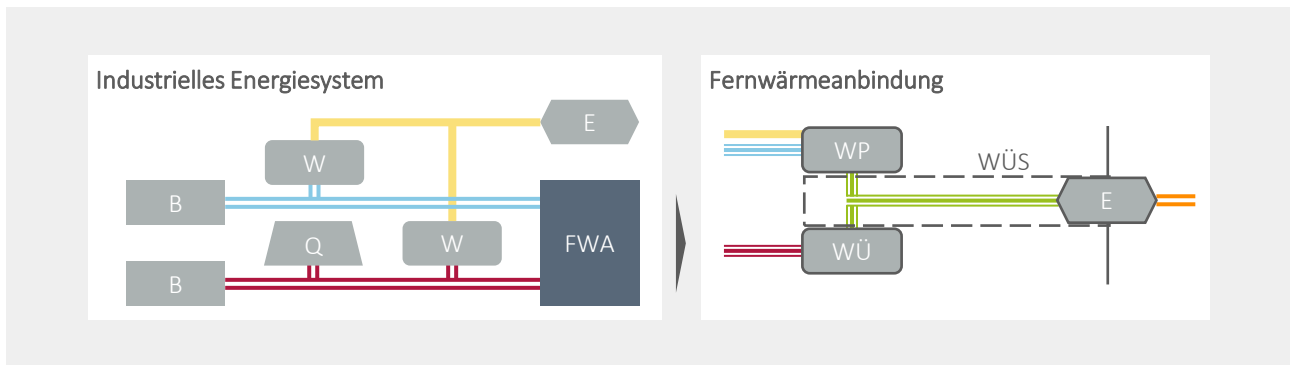 Industrielles Energiesystem
E
W
B
Q
W
FWA
B
Fernwärmeanbindung
WP
WÜS
E
WÜ